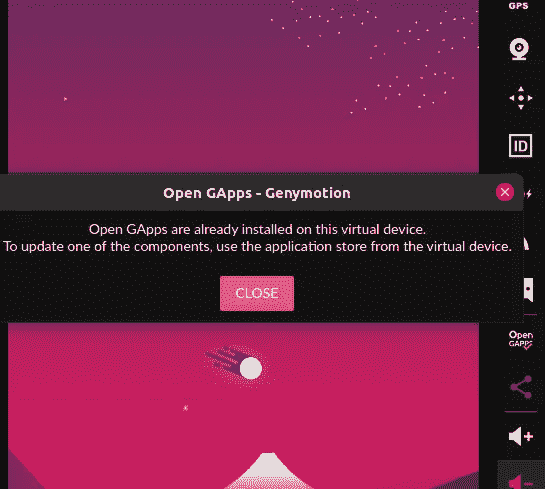 GPS
ID
Open GApps - Genymotion
Open GApps are already installed on this virtual device.
To update one of the components, use the application store from the virtual device.
CLOSE
Open
GAPPS